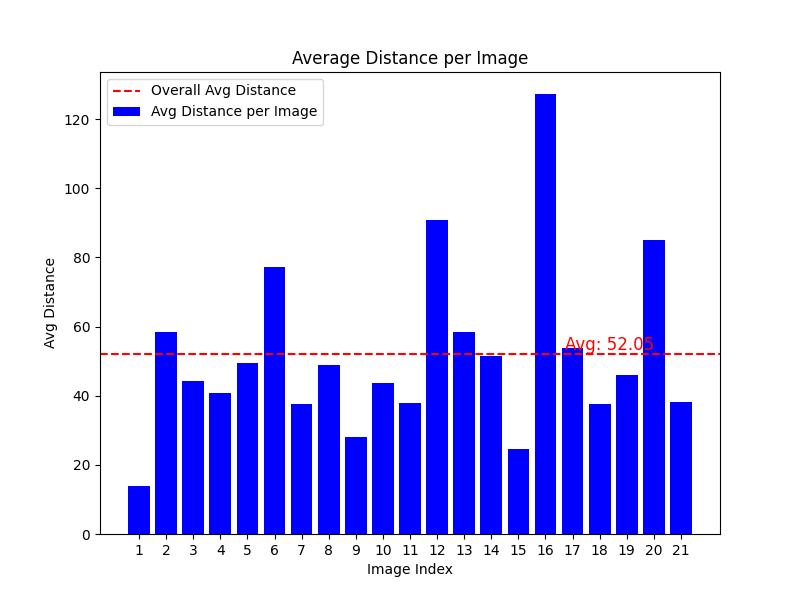 Average Distance per Image
Overall Avg Distance
Avg Distance per Image
Avg Distance
120
100
80
60
40
20
0
Avg: 52.05
1 2 3 4 5 6 7 8 9 10 11 12 13 14 15 16 17 18 19 20 21
Image Index